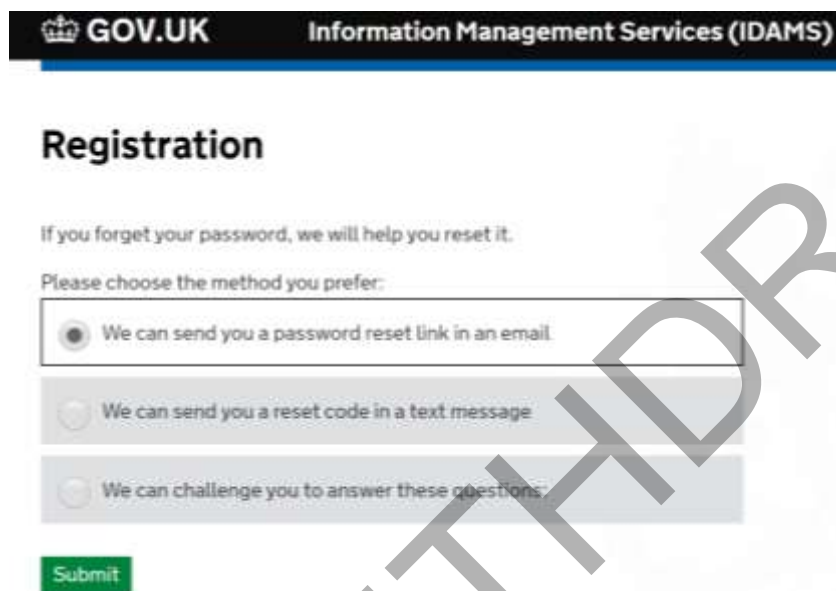 GOV.UK Information Management Services (IDAMS)
Registration
If you forget your password, we will help you reset it.
Please choose the method you prefer:
We can send you a password reset link in an email
We can send you a reset code in a text message
We can challenge you to answer these questions:
Submit
THDR